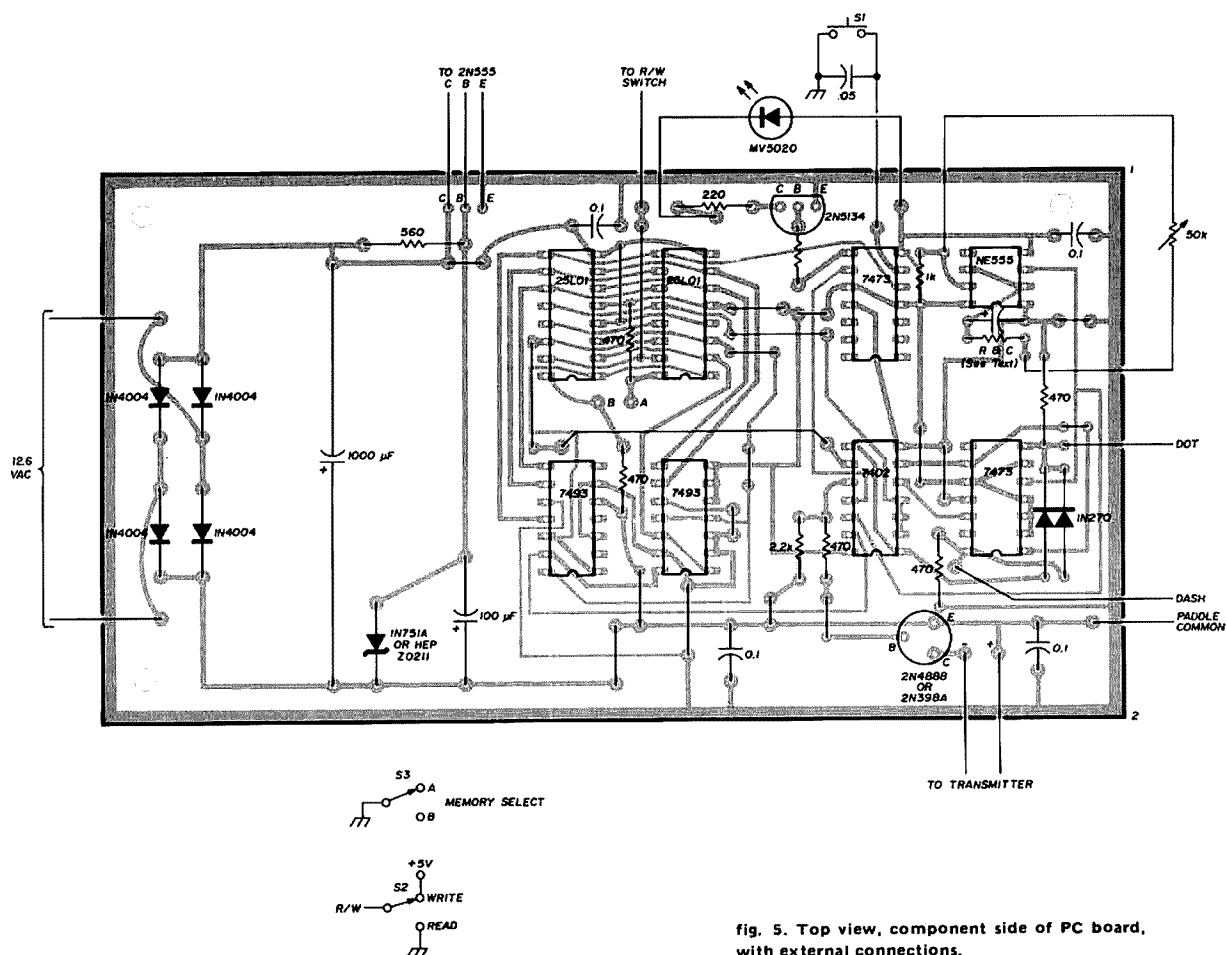 S1
.05
TO 2N555
C B E
TO R/W
SWITCH
MV5020
1
C B E
220
C B E
2N5134
0.1
560
50k
0.1
25L01
25L01
7473
1k
NE555
470
+
R B C
(See Text)
1N4004
1N4004
B
A
470
DOT
12.6
VAC
1000 µF
+
7493
470
7493
7402
7473
1N4004
1N4004
2.2k
470
1N270
470
DASH
PADDLE
COMMON
1N751A
OR HEP
Z0211
100 µF
+
0.1
E
B
C
- +
0.1
2N4888
OR
2N398A
2
TO TRANSMITTER
S3
A
MEMORY SELECT
B
+5V
S2
WRITE
R/W
READ
fig. 5. Top view, component side of PC board,
with external connections.